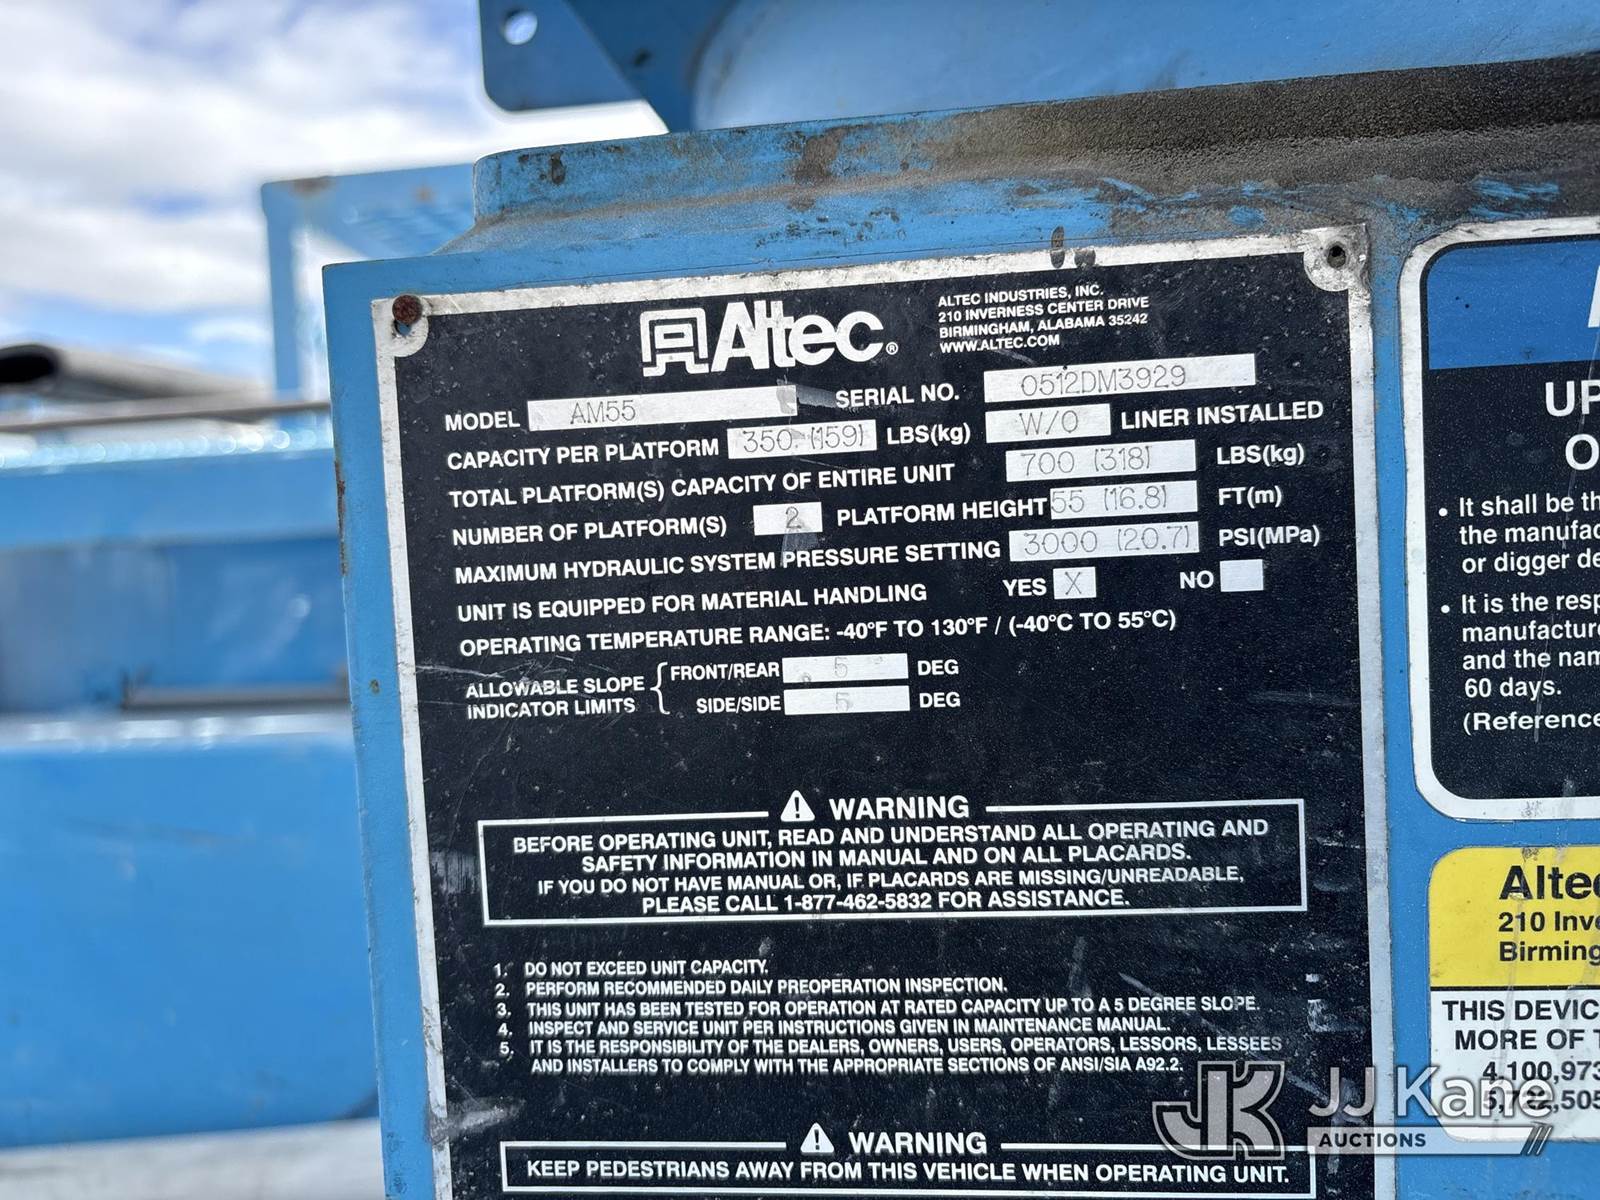 Altec®
ALTEC INDUSTRIES, INC.
210 INVERNESS CENTER DRIVE
BIRMINGHAM, ALABAMA 35242
WWW.ALTEC.COM
MODEL AM55 SERIAL NO. 0512DM3929
CAPACITY PER PLATFORM 350 (159) LBS(kg) W/O LINER INSTALLED
TOTAL PLATFORM(S) CAPACITY OF ENTIRE UNIT 700 (318) LBS(kg)
NUMBER OF PLATFORM(S) 2 PLATFORM HEIGHT 55 (16.8) FT(m)
MAXIMUM HYDRAULIC SYSTEM PRESSURE SETTING 3000 (20.7) PSI(MPa)
UNIT IS EQUIPPED FOR MATERIAL HANDLING YES X NO
OPERATING TEMPERATURE RANGE: -40°F TO 130°F / (-40°C TO 55°C)
ALLOWABLE SLOPE INDICATOR LIMITS
FRONT/REAR 5 DEG
SIDE/SIDE 5 DEG
WARNING
BEFORE OPERATING UNIT, READ AND UNDERSTAND ALL OPERATING AND
SAFETY INFORMATION IN MANUAL AND ON ALL PLACARDS.
IF YOU DO NOT HAVE MANUAL OR, IF PLACARDS ARE MISSING/UNREADABLE,
PLEASE CALL 1-877-462-5832 FOR ASSISTANCE.
1. DO NOT EXCEED UNIT CAPACITY.
2. PERFORM RECOMMENDED DAILY PREOPERATION INSPECTION.
3. THIS UNIT HAS BEEN TESTED FOR OPERATION AT RATED CAPACITY UP TO A 5 DEGREE SLOPE.
4. INSPECT AND SERVICE UNIT PER INSTRUCTIONS GIVEN IN MAINTENANCE MANUAL.
5. IT IS THE RESPONSIBILITY OF THE DEALERS, OWNERS, USERS, OPERATORS, LESSORS, LESSEES
AND INSTALLERS TO COMPLY WITH THE APPROPRIATE SECTIONS OF ANSI/SIA A92.2.
WARNING
KEEP PEDESTRIANS AWAY FROM THIS VEHICLE WHEN OPERATING UNIT.
UP
O
• It shall be th
the manufac
or digger de
• It is the resp
manufacture
and the nam
60 days.
(Reference
Altec
210 Inve
Birming
THIS DEVIC
MORE OF T
4,100,973
5,722,505
JJ Kane
AUCTIONS